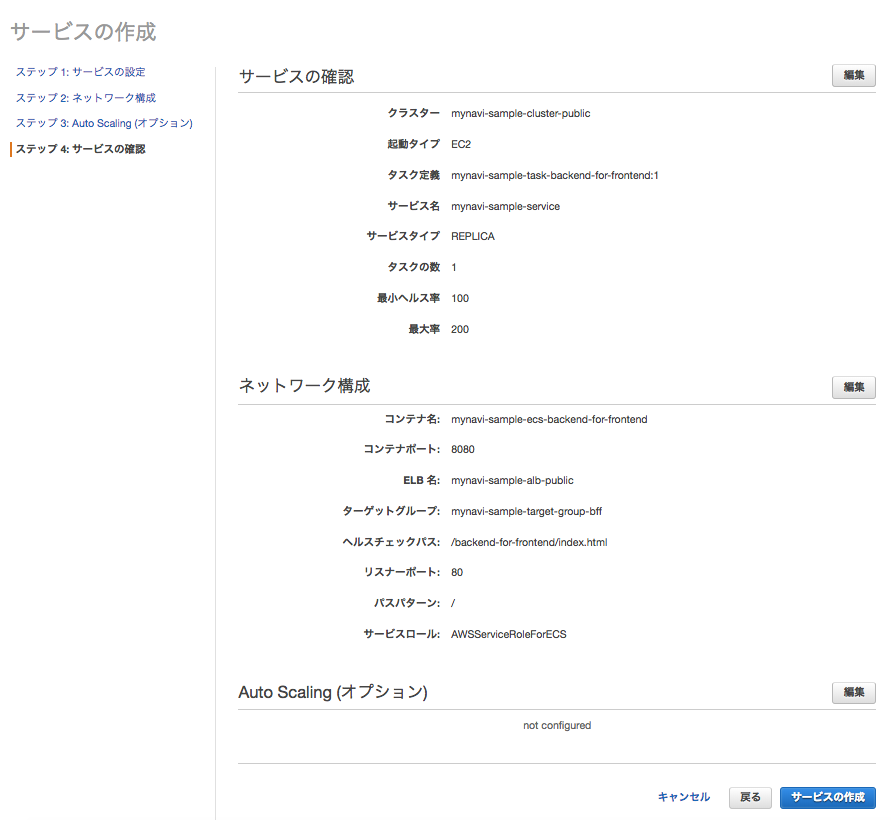 サービスの作成
ステップ 1: サービスの設定
ステップ 2: ネットワーク構成
ステップ 3: Auto Scaling (オプション)
ステップ 4: サービスの確認
サービスの確認
編集
クラスター mynavi-sample-cluster-public
起動タイプ EC2
タスク定義 mynavi-sample-task-backend-for-frontend:1
サービス名 mynavi-sample-service
サービスタイプ REPLICA
タスクの数 1
最小ヘルス率 100
最大率 200
ネットワーク構成
編集
コンテナ名: mynavi-sample-ecs-backend-for-frontend
コンテナポート: 8080
ELB 名: mynavi-sample-alb-public
ターゲットグループ: mynavi-sample-target-group-bff
ヘルスチェックパス: /backend-for-frontend/index.html
リスナーポート: 80
パスパターン: /
サービスロール: AWSServiceRoleForECS
Auto Scaling (オプション)
編集
not configured
キャンセル
戻る
サービスの作成